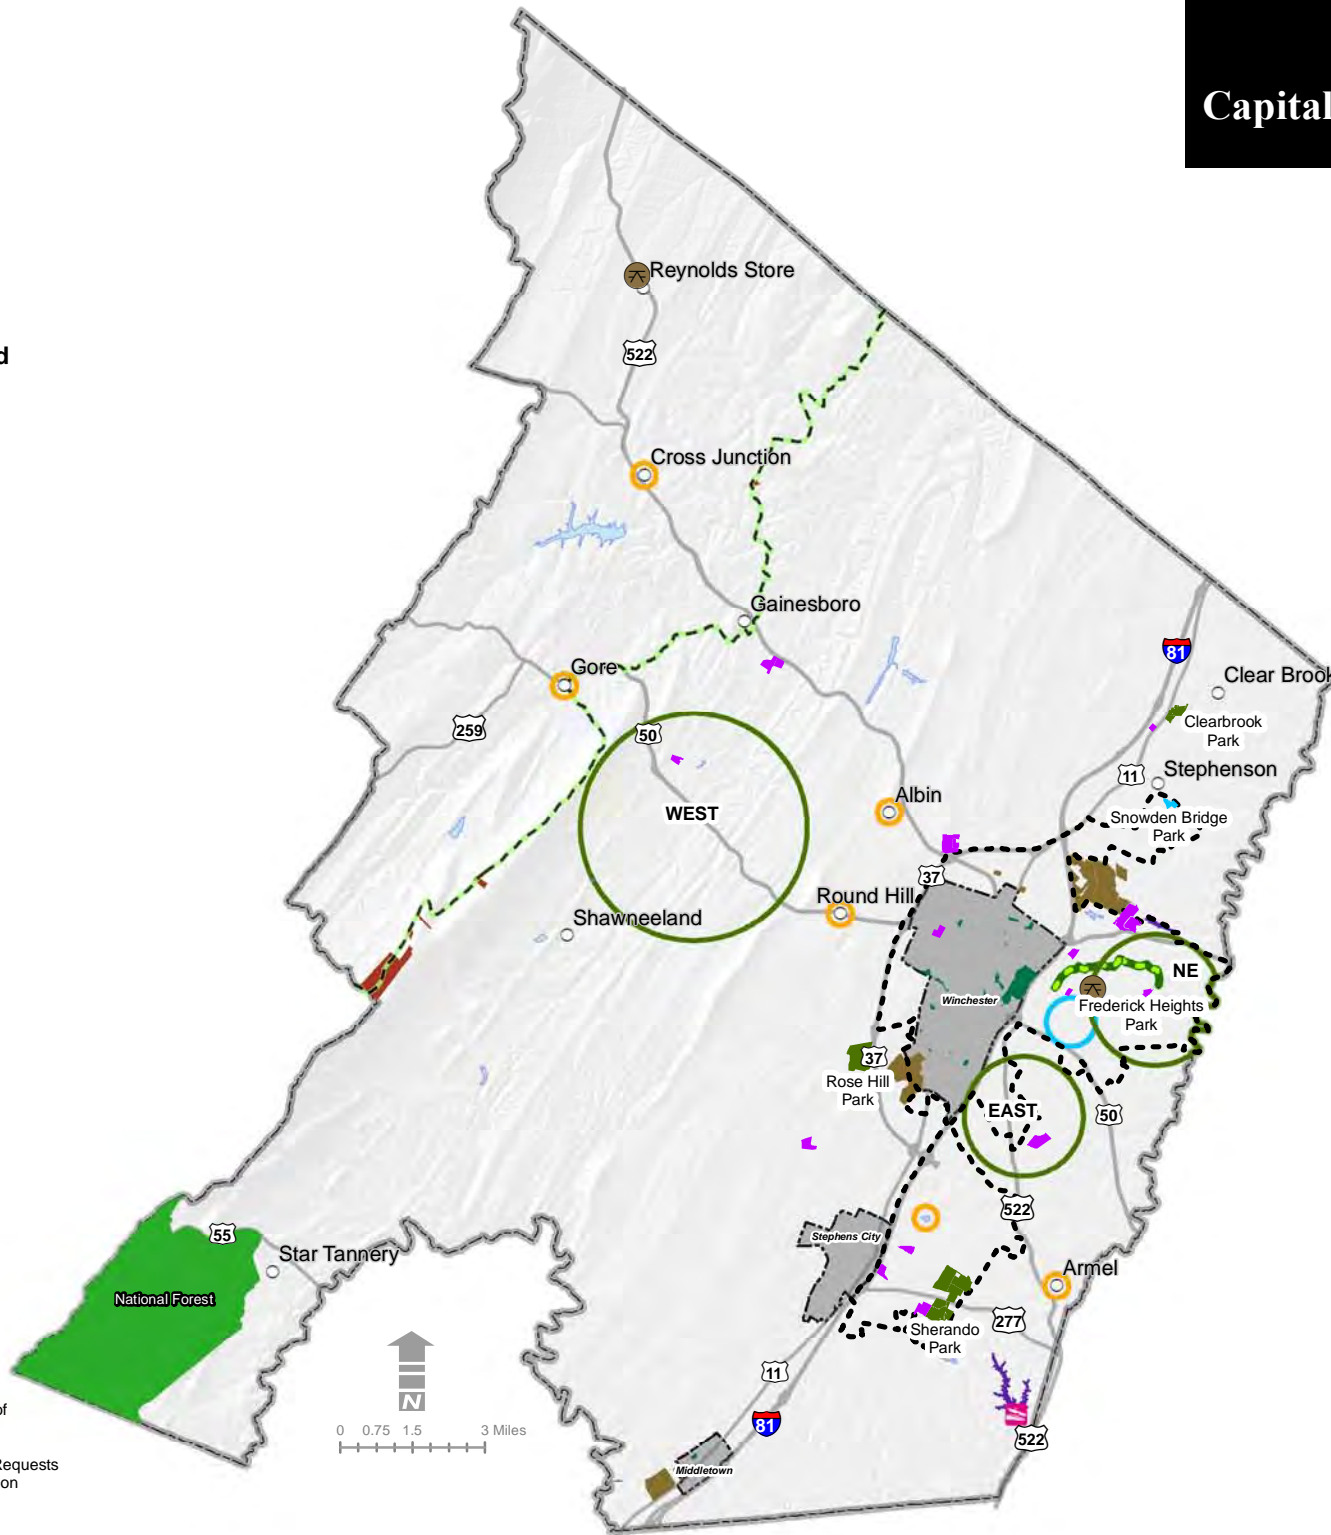 Capital
Reynolds Store
d
522
Cross Junction
Gainesboro
81
Gore
Clear Brook
Clearbrook
Park
259
50
11
Stephenson
WEST
Albin
Snowden Bridge
Park
37
Round Hill
Shawneeland
NE
Winchester
Frederick Heights
Park
37
Rose Hill
Park
EAST
50
522
55
Stephens City
Star Tannery
Armel
National Forest
277
Sherando
Park
N
11
of
0 0.75 1.5 3 Miles
81
522
Requests
on
Middletown